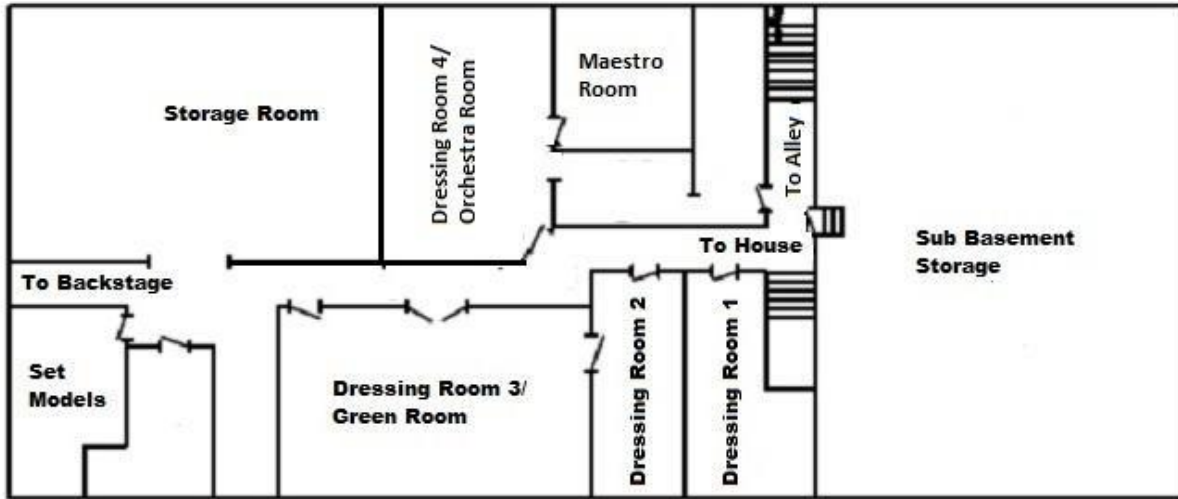 Storage Room
Dressing Room 4/
Orchestra Room
Maestro
Room
To Alley
To House
Sub Basement
Storage
To Backstage
Set
Models
Dressing Room 3/
Green Room
Dressing Room 2
Dressing Room 1